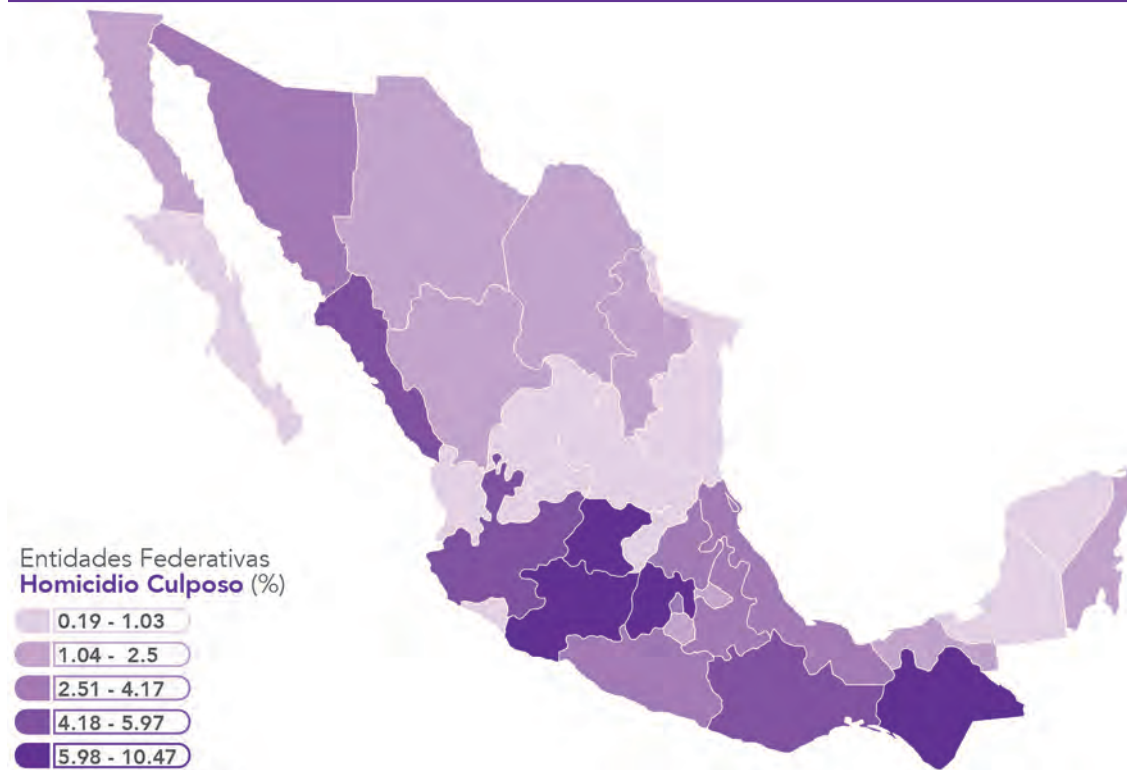 Entidades Federativas
Homicidio Culposo (%)
0.19 - 1.03
1.04 - 2.5
2.51 - 4.17
4.18 - 5.97
5.98 - 10.47